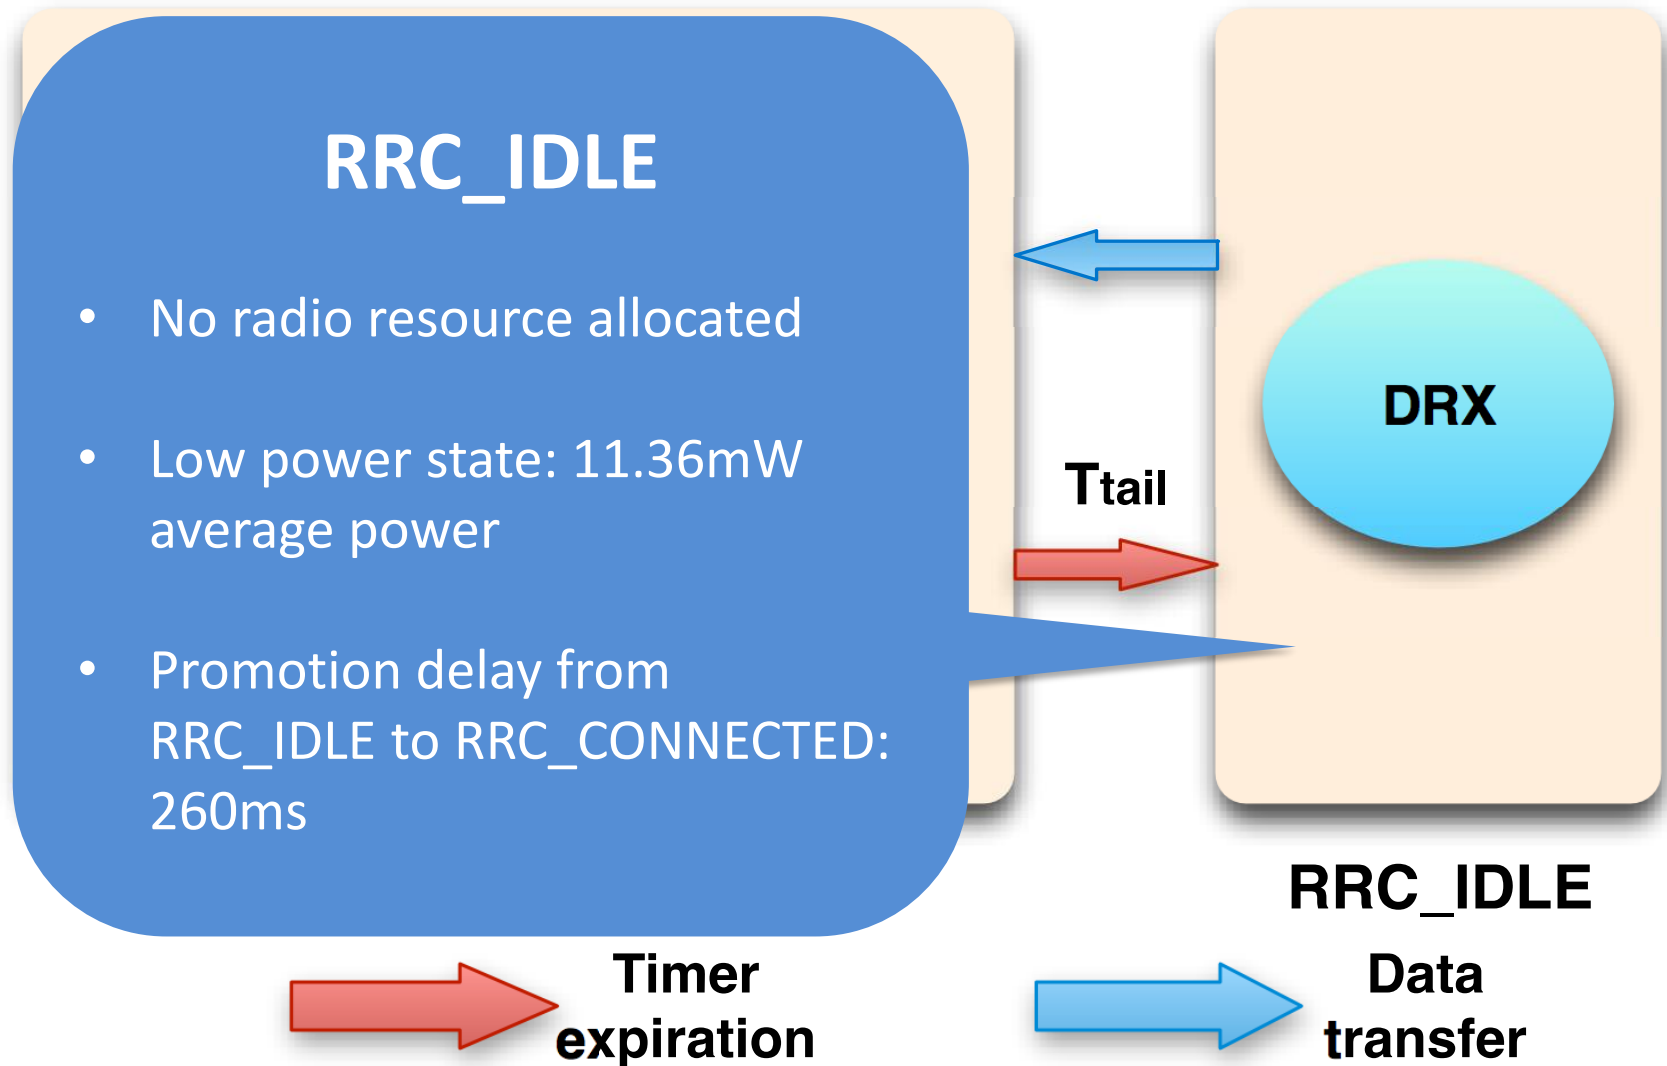 RRC_IDLE
• No radio resource allocated
• Low power state: 11.36mW
average power
• Promotion delay from
RRC_IDLE to RRC_CONNECTED:
260ms
Ttail
DRX
RRC_IDLE
Timer
expiration
Data
transfer